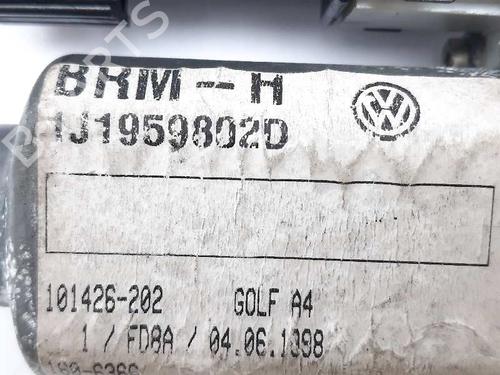 BRM-H
1J1959802D
101426-202 GOLF A4
1 / FD8A / 04.06.1998